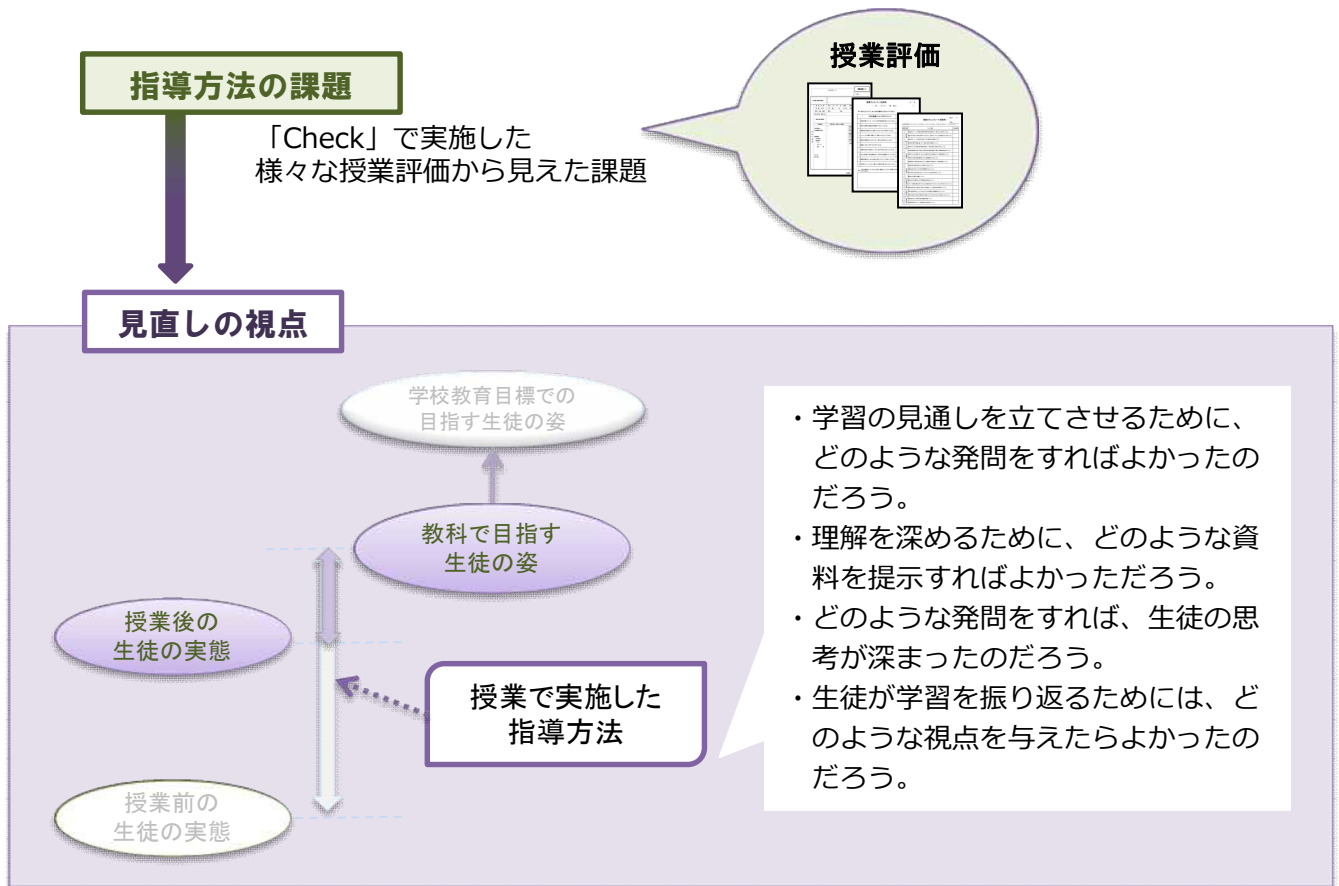 授業評価
指導方法の課題
「Check」で実施した
様々な授業評価から見えた課題
見直しの視点
学校教育目標での
目指す生徒の姿
教科で目指す
生徒の姿
授業後の
生徒の実態
授業で実施した
指導方法
授業前の
生徒の実態
・学習の見通しを立てさせるために、
どのような発問をすればよかったの
だろう。
・理解を深めるために、どのような資
料を提示すればよかっただろう。
・どのような発問をすれば、生徒の思
考が深まったのだろう。
・生徒が学習を振り返るためには、ど
のような視点を与えたらよかったの
だろう。